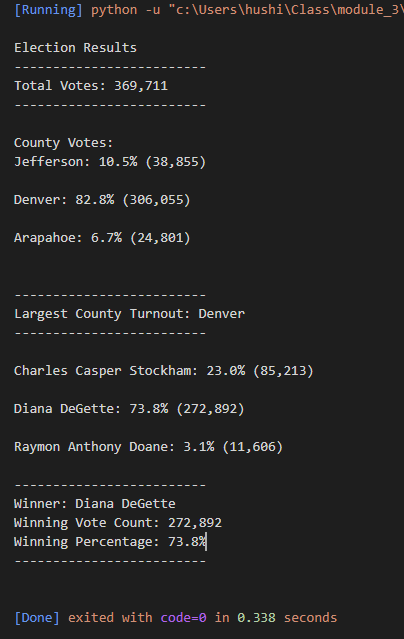 [Running] python -u "c:\Users\hushi\Class\module_3\
Election Results
-------------------------
Total Votes: 369,711
-------------------------
County Votes:
Jefferson: 10.5% (38,855)
Denver: 82.8% (306,055)
Arapahoe: 6.7% (24,801)
-------------------------
Largest County Turnout: Denver
-------------------------
Charles Casper Stockham: 23.0% (85,213)
Diana DeGette: 73.8% (272,892)
Raymon Anthony Doane: 3.1% (11,606)
-------------------------
Winner: Diana DeGette
Winning Vote Count: 272,892
Winning Percentage: 73.8%
-------------------------
[Done] exited with code=0 in 0.338 seconds